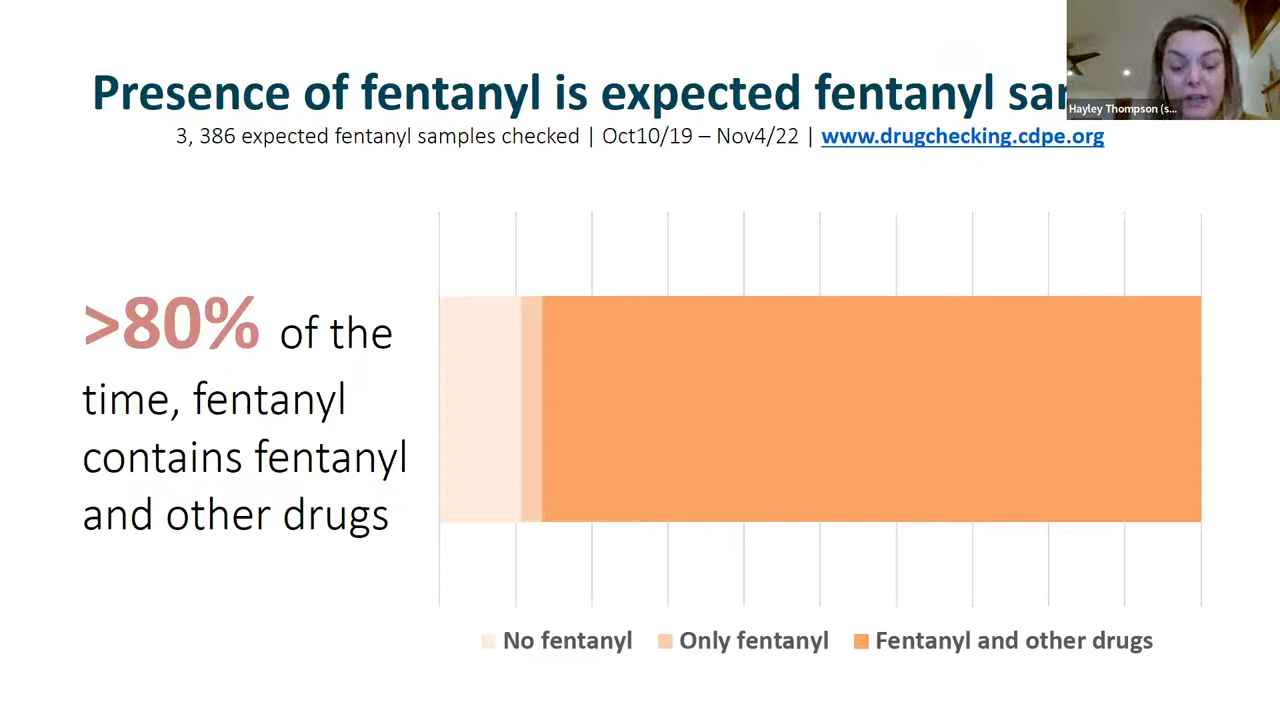 Presence of fentanyl is expected fentanyl
3, 386 expected fentanyl samples checked | Oct10/19 – Nov4/22 | www.drugchecking.cdpe.org
Hayley Thompson (s...
>80% of the
time, fentanyl
contains fentanyl
and other drugs
No fentanyl
Only fentanyl
Fentanyl and other drugs